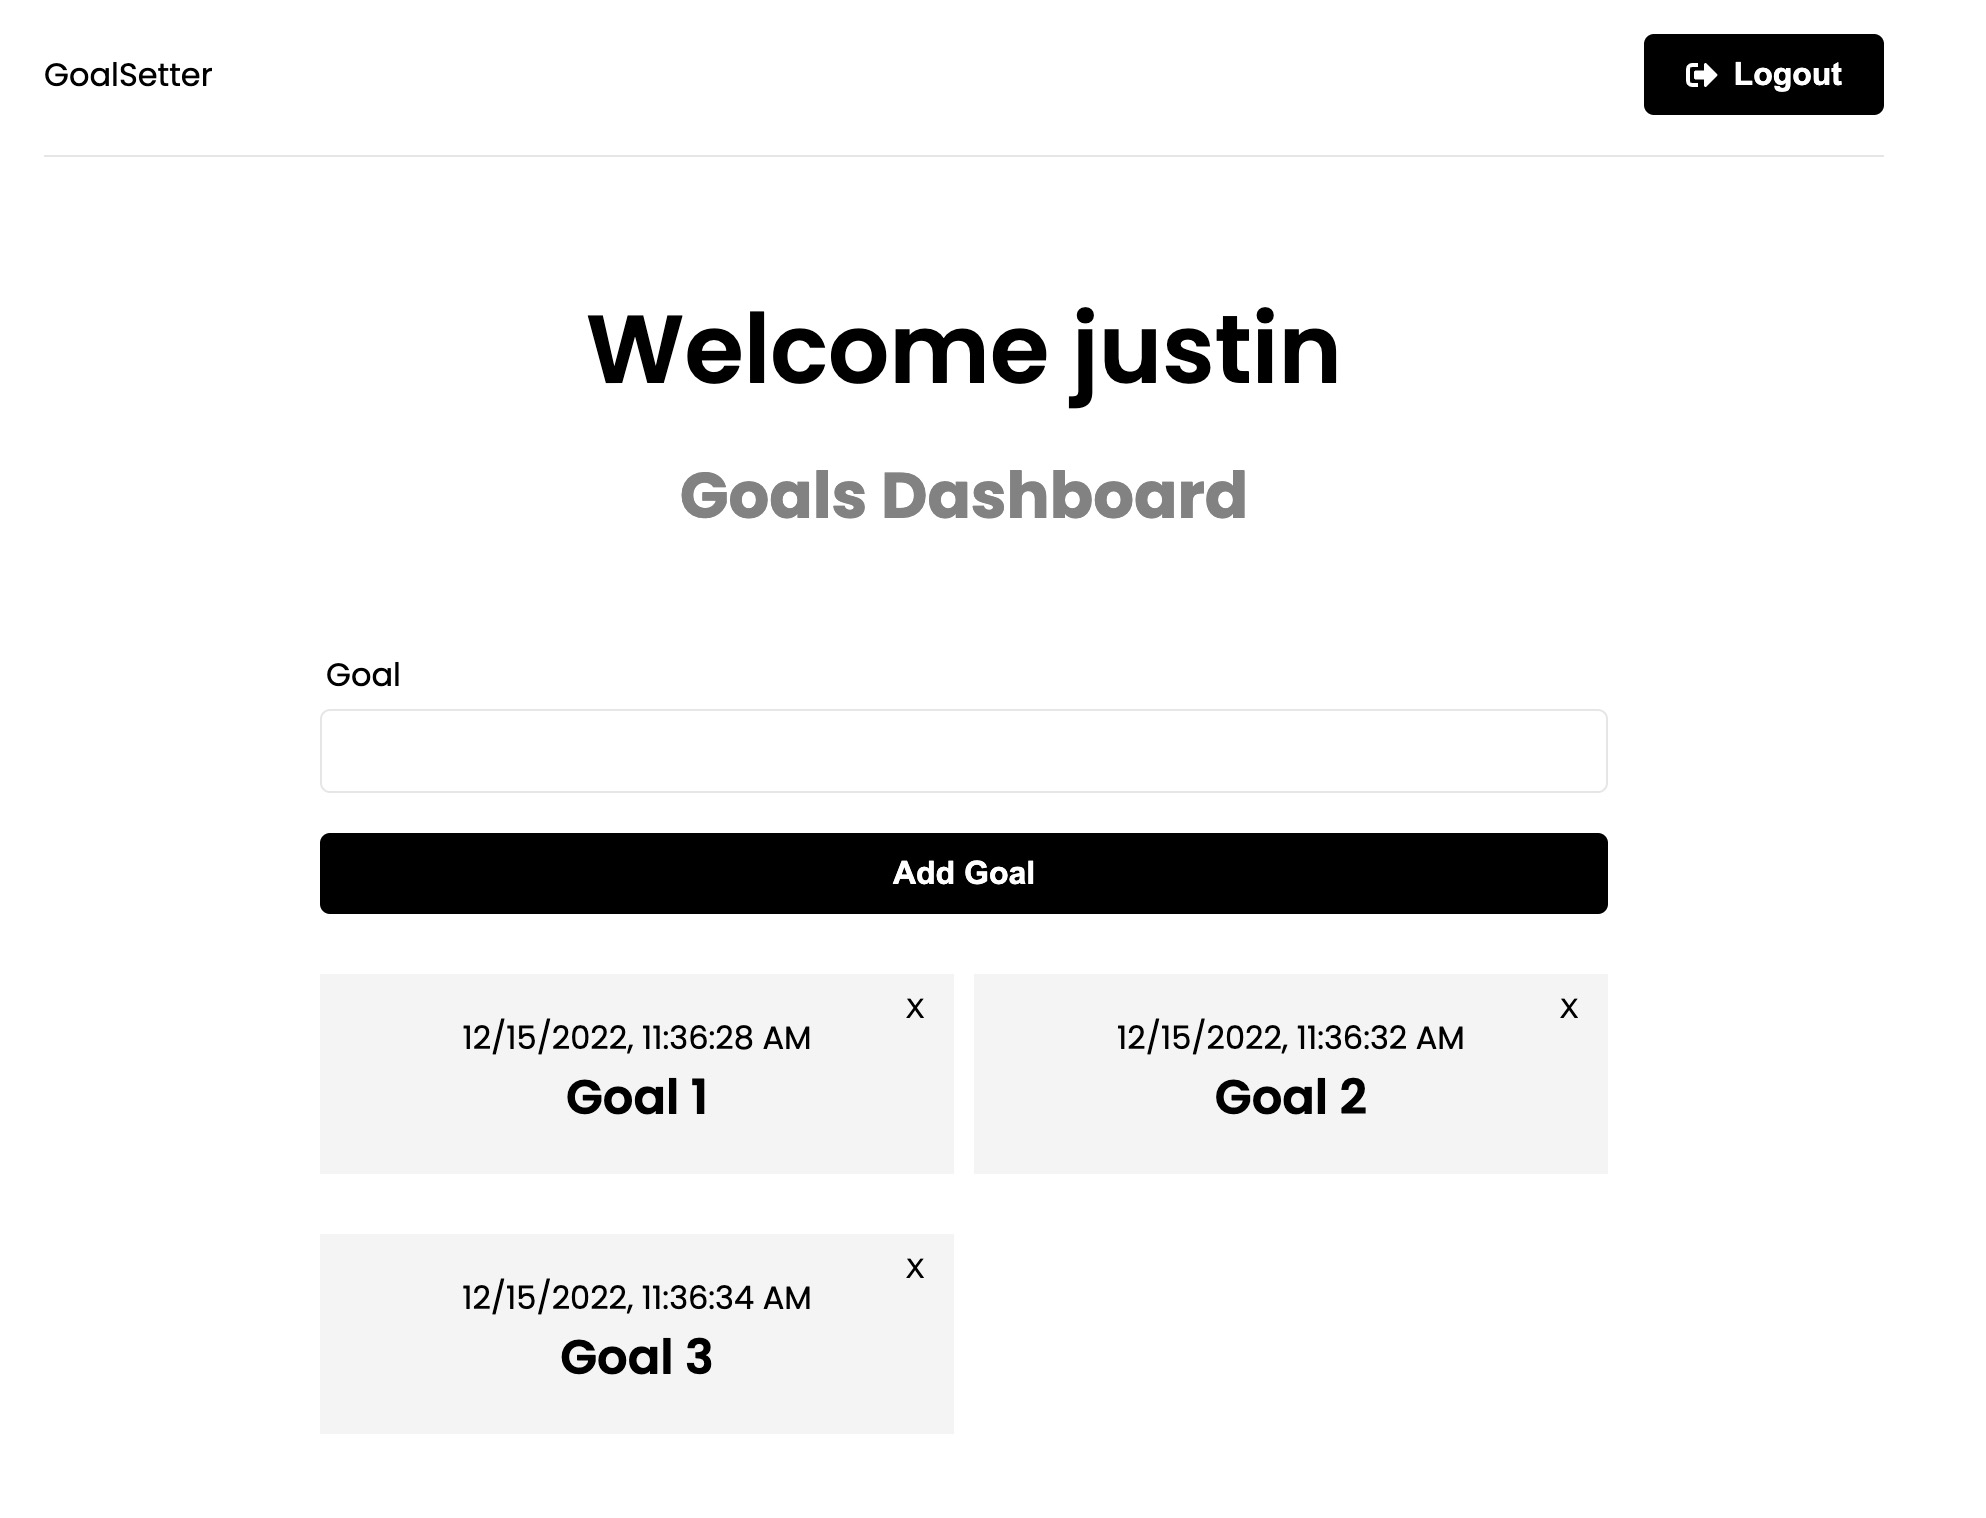 GoalSetter
Logout
Welcome justin
Goals Dashboard
Goal
Add Goal
X
12/15/2022, 11:36:28 AM
Goal 1
X
12/15/2022, 11:36:32 AM
Goal 2
X
12/15/2022, 11:36:34 AM
Goal 3